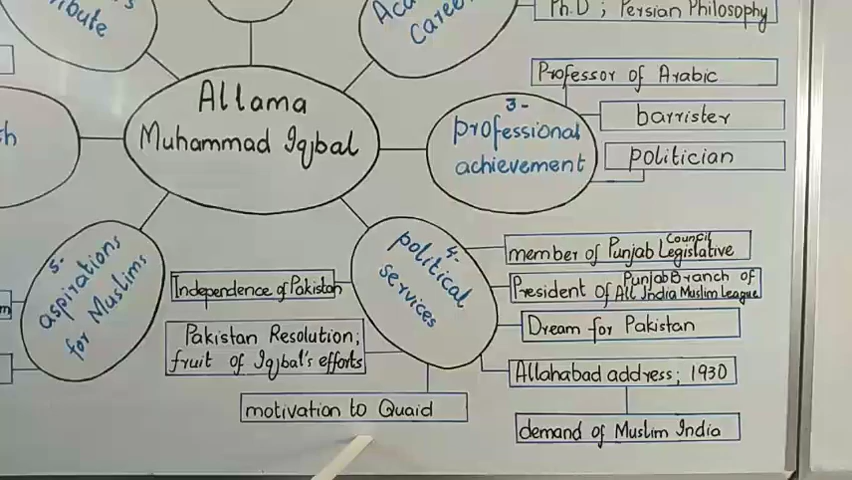 Ph.D ; Persian Philosophy
Allama
Muhammad Iqbal
Professor of Arabic
3-
professional
achievement
barrister
politician
4-
political
services
member of Punjab Legislative
Council
President of All India Muslim League
Punjab Branch of
Dream for Pakistan
Allahabad address; 1930
demand of Muslim India
Independence of Pakistan
Pakistan Resolution;
fruit of Iqbal's efforts
motivation to Quaid
5-
aspirations
for Muslims